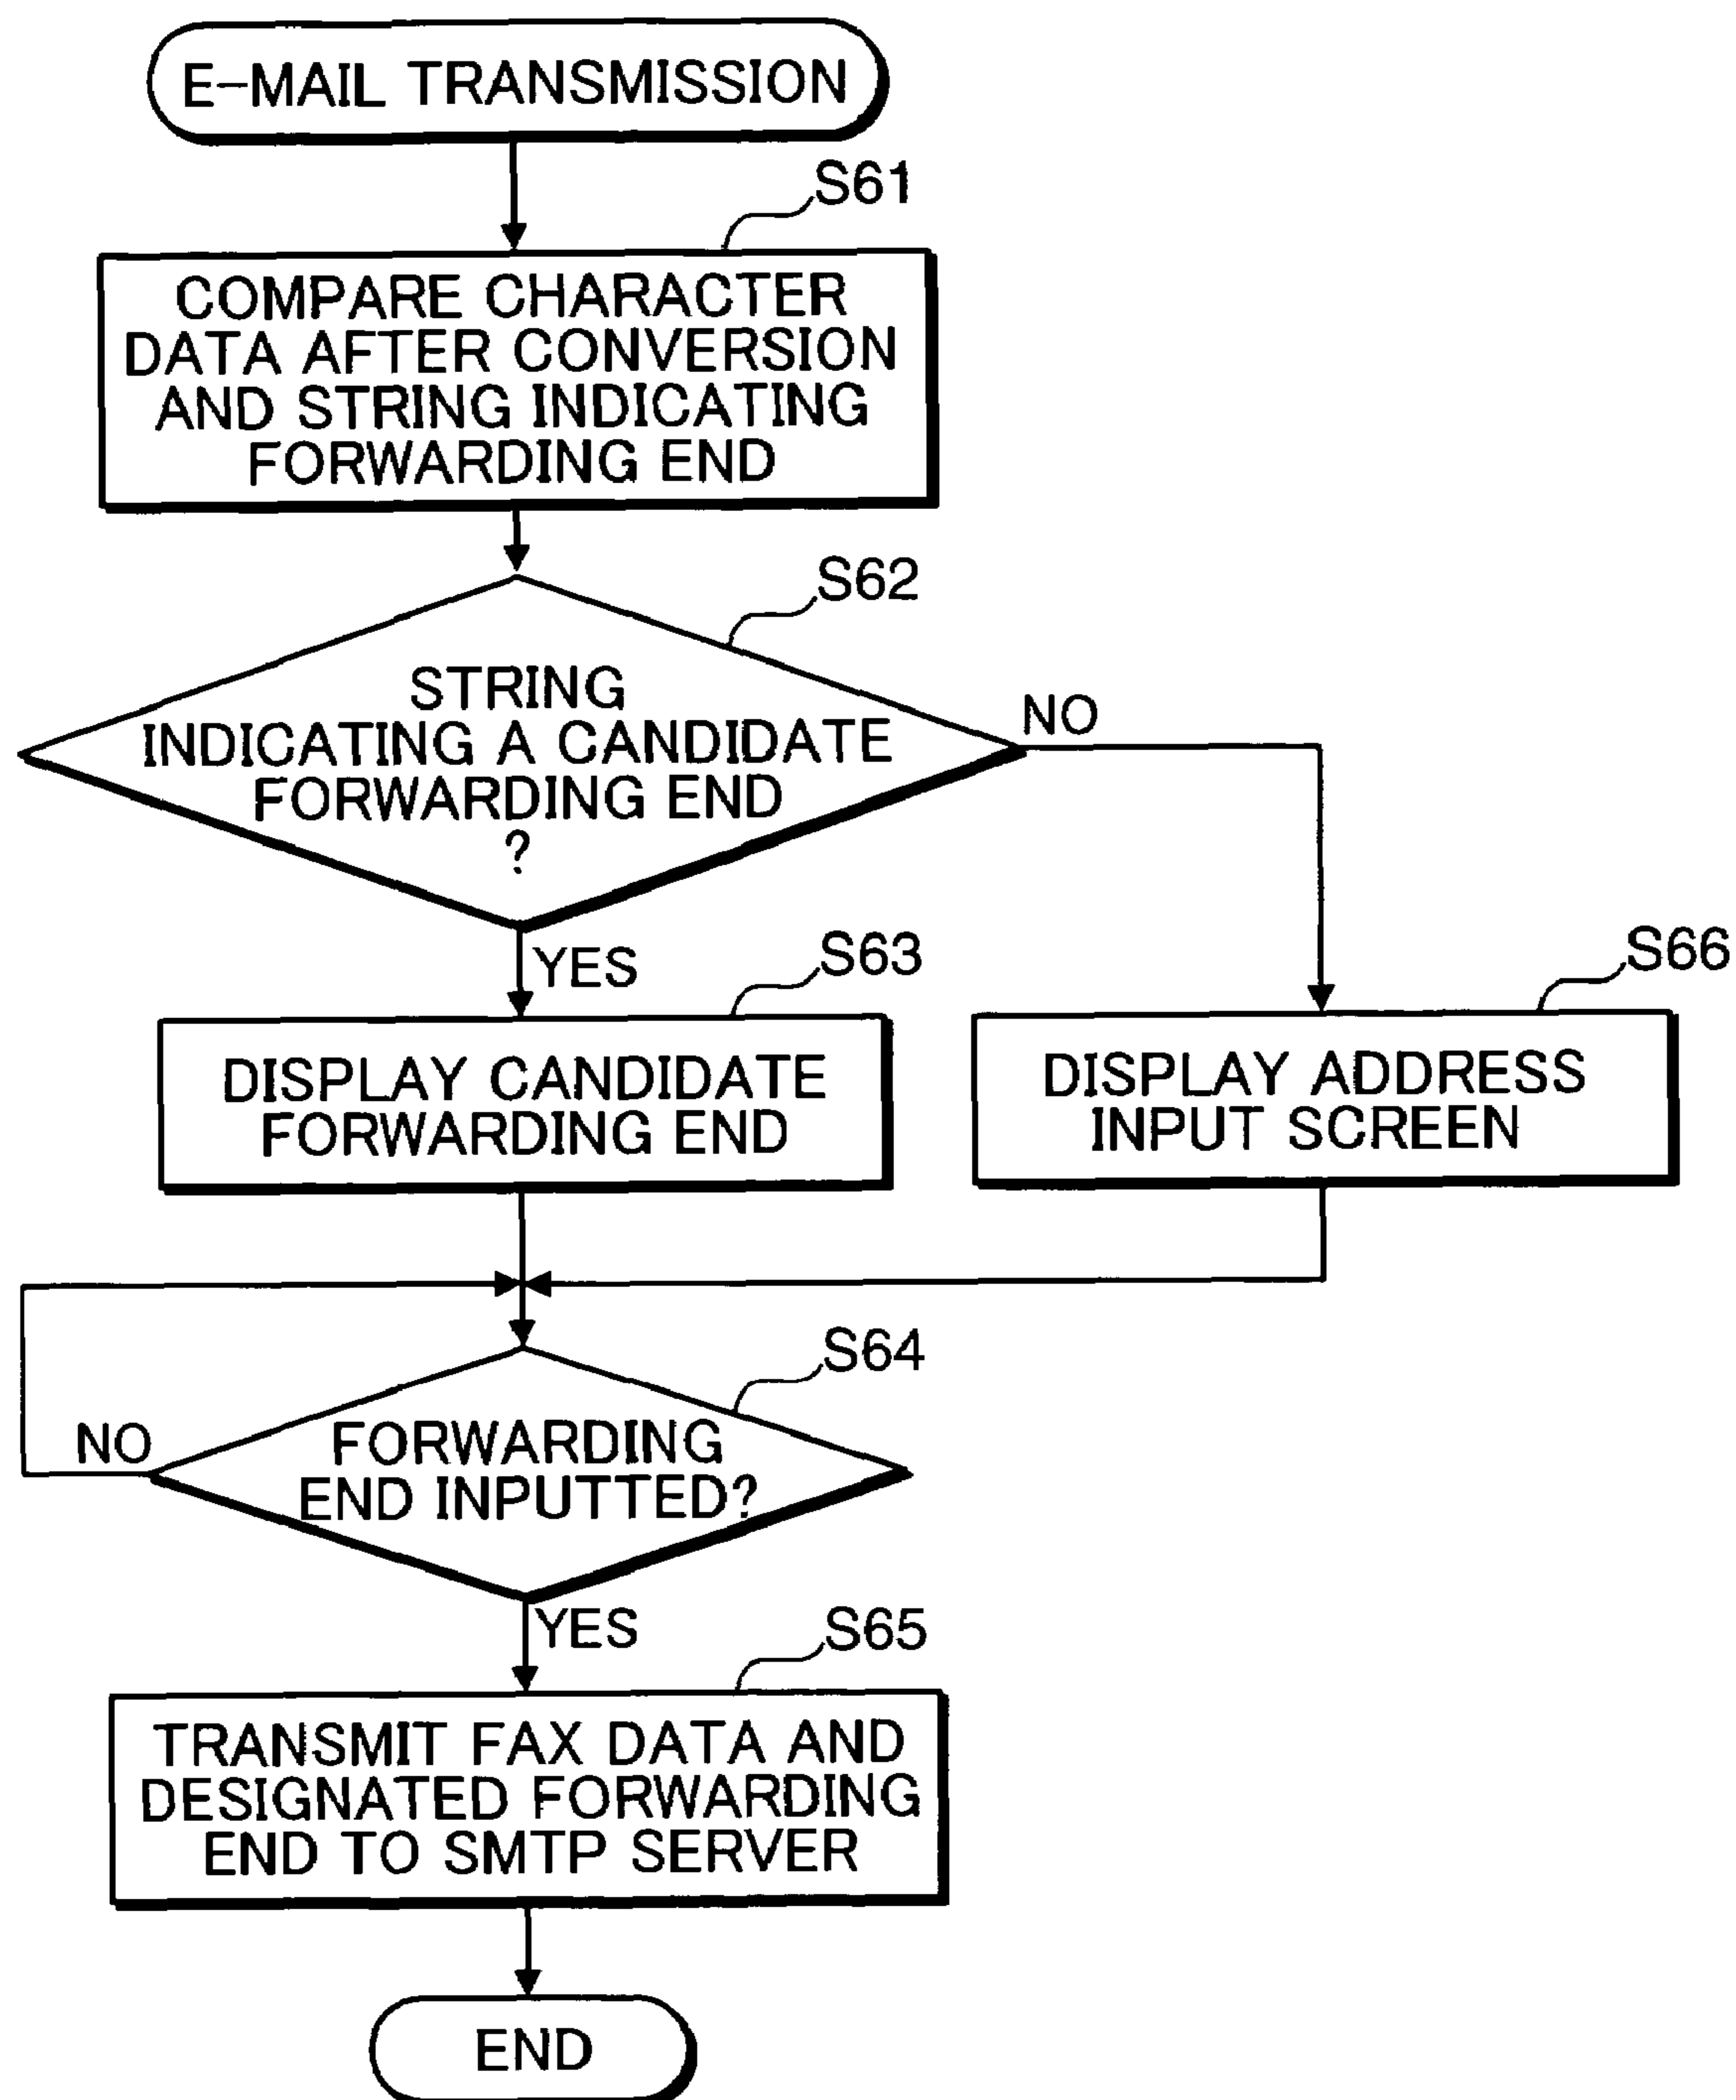 E-MAIL TRANSMISSION
S61
COMPARE CHARACTER
DATA AFTER CONVERSION
AND STRING INDICATING
FORWARDING END
S62
STRING
INDICATING A CANDIDATE
FORWARDING END
?
NO
YES
S63
DISPLAY CANDIDATE
FORWARDING END
S66
DISPLAY ADDRESS
INPUT SCREEN
S64
FORWARDING
END INPUTTED?
NO
YES
S65
TRANSMIT FAX DATA AND
DESIGNATED FORWARDING
END TO SMTP SERVER
END